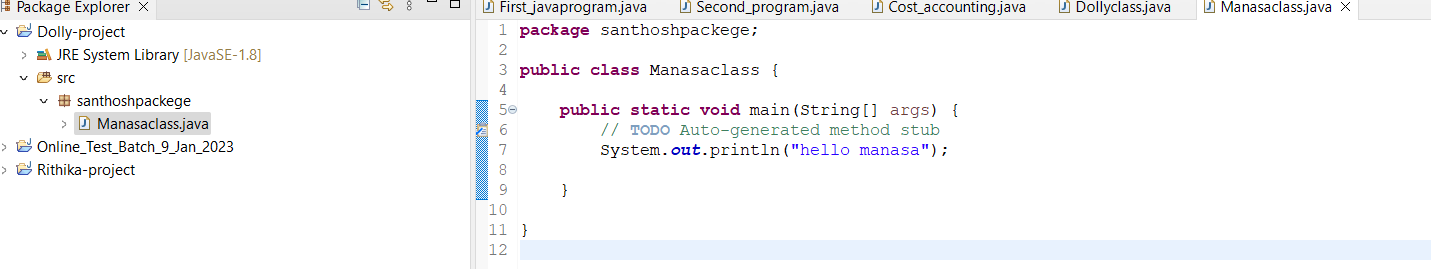 Package Explorer
Dolly-project
JRE System Library [JavaSE-1.8]
src
santhoshpackege
Manasaclass.java
Online_Test_Batch_9_Jan_2023
Rithika-project
First_javaprogram.java Second_program.java Cost_accounting.java Dollyclass.java Manasaclass.java
1 package santhoshpackege;
2
3 public class Manasaclass {
4
5 public static void main(String[] args) {
6 // TODO Auto-generated method stub
7 System.out.println("hello manasa");
8
9 }
10
11 }
12